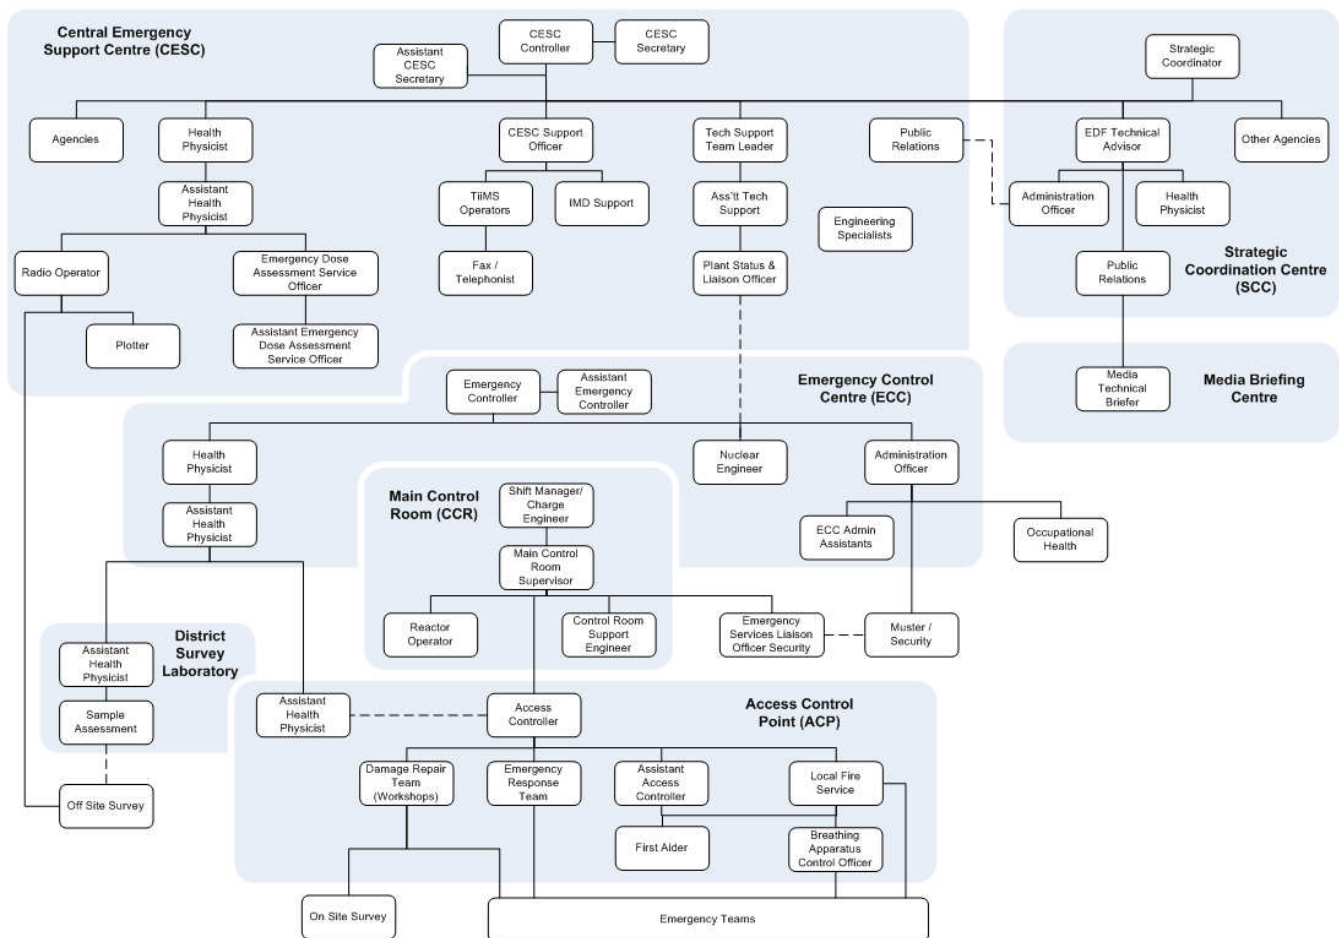 Central Emergency
Support Centre (CESC)
CESC
Controller
CESC
Secretary
Assistant
CESC
Secretary
Strategic
Coordinator
Agencies
Health
Physicist
CESC Support
Officer
Tech Support
Team Leader
Public
Relations
EDF Technical
Advisor
Other Agencies
Assistant
Health
Physicist
TiiMS
Operators
IMD Support
Ass'tt Tech
Support
Engineering
Specialists
Administration
Officer
Health
Physicist
Strategic
Coordination Centre
(SCC)
Radio Operator
Emergency Dose
Assessment Service
Officer
Fax /
Telephonist
Plant Status &
Liaison Officer
Public
Relations
Plotter
Assistant Emergency
Dose Assessment
Service Officer
Emergency
Controller
Assistant
Emergency
Controller
Emergency Control
Centre (ECC)
Media
Technical
Briefer
Media Briefing
Centre
Health
Physicist
Nuclear
Engineer
Administration
Officer
Main Control
Room (CCR)
Shift Manager/
Charge
Engineer
Assistant
Health
Physicist
ECC Admin
Assistants
Occupational
Health
Main Control
Room
Supervisor
Reactor
Operator
Control Room
Support
Engineer
Emergency
Services Liaison
Officer Security
Muster /
Security
District
Survey
Laboratory
Assistant
Health
Physicist
Sample
Assessment
Assistant
Health
Physicist
Access
Controller
Access Control
Point (ACP)
Off Site Survey
Damage Repair
Team
(Workshops)
Emergency
Response
Team
Assistant
Access
Controller
Local Fire
Service
First Aider
Breathing
Apparatus
Control Officer
On Site Survey
Emergency Teams